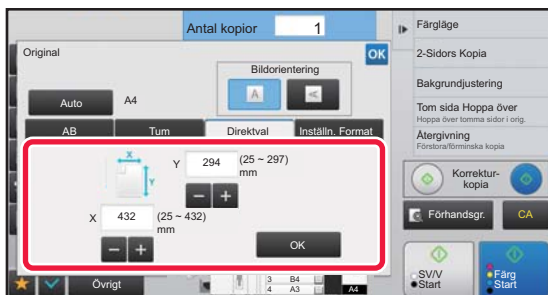 Antal kopior 1
Original
OK
Bildorientering
A
A
Auto
A4
AB
Tum
Direktval
Inställn. Format
X
Y
Y 294 (25 ~ 297)
mm
X 432 (25 ~ 432)
mm
OK
Övrigt
3 B4
4 A3
A4
Färgläge
2-Sidors Kopia
Bakgrundjustering
Tom sida Hoppa över
Hoppa över tomma sidor i orig.
Återgivning
Förstora/förminska kopia
Korrektur-
kopia
Förhandsgr.
CA
SV/V
Start
Färg
Start